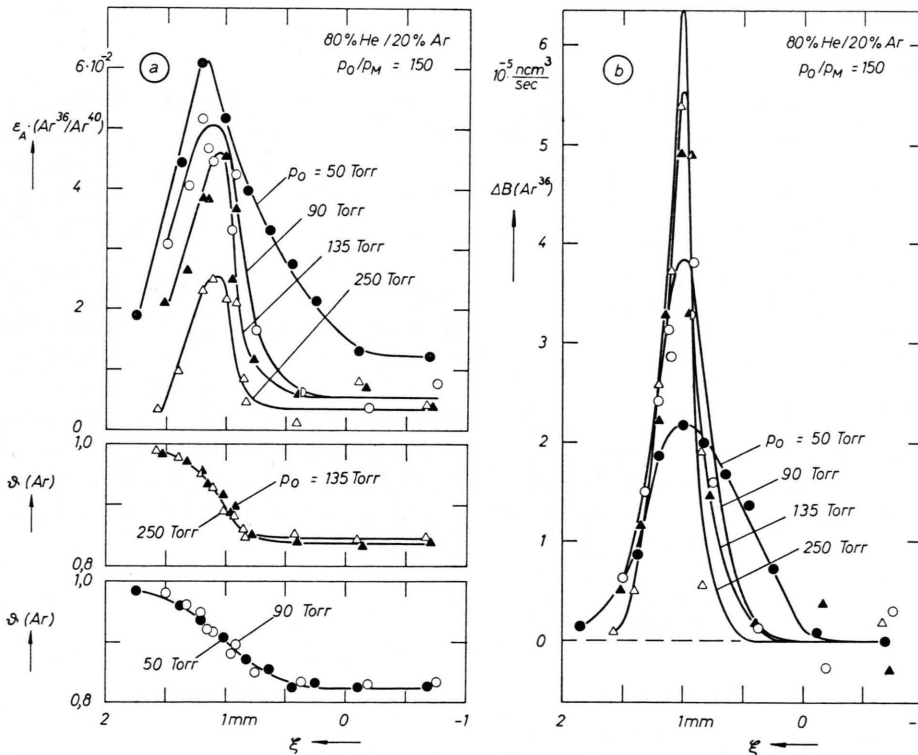 80% He / 20% Ar
p₀/p_M = 150
a
6·10⁻²
ε_A·(Ar³⁶/Ar⁴⁰)
4
2
0
p₀ = 50 Torr
90 Torr
135 Torr
250 Torr
1,0
ϑ (Ar)
0,8
p₀ = 135 Torr
250 Torr
1,0
ϑ (Ar)
0,8
90 Torr
50 Torr
2
1mm
0
-1
ξ
80% He / 20% Ar
p₀/p_M = 150
b
6
10⁻⁵ ncm³/sec
5
ΔB (Ar³⁶)
4
3
2
1
0
p₀ = 50 Torr
90 Torr
135 Torr
250 Torr
2
1mm
0
-1
ξ